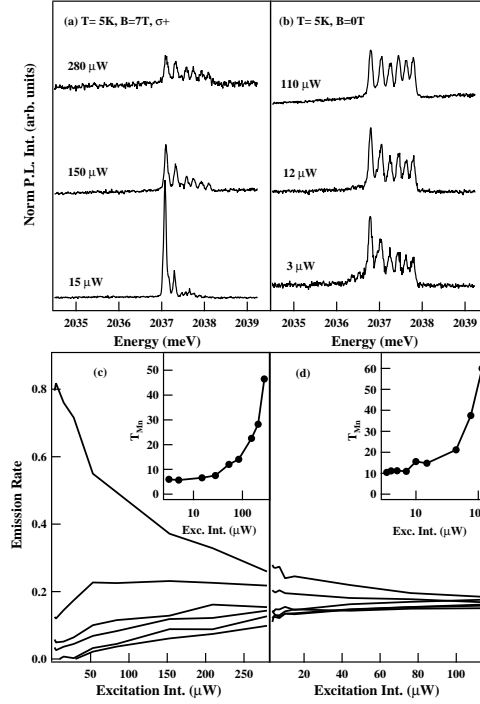 (a) T= 5K, B=7T, σ+
(b) T= 5K, B=0T
Norm P.L. Int. (arb. units)
280 μW
150 μW
15 μW
110 μW
12 μW
3 μW
2035 2036 2037 2038 2039
2035 2036 2037 2038 2039
Energy (meV)
Energy (meV)
(c)
(d)
Emission Rate
0.8
0.6
0.4
0.2
0.0
T Mn
50
40
30
20
10
0
10 100
Exc. Int. (μW)
T Mn
60
50
40
30
20
10
0
10 100
Exc. Int. (μW)
50 100 150 200 250
20 40 60 80 100
Excitation Int. (μW)
Excitation Int. (μW)